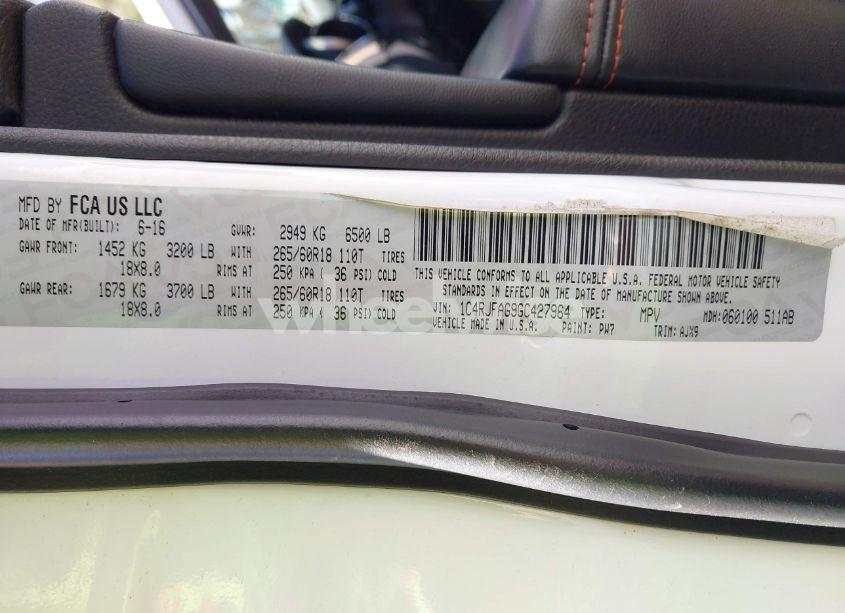 MFD BY FCA US LLC
DATE OF MFR(BUILT): 6-16 GVWR: 2949 KG 6500 LB
GAWR FRONT: 1452 KG 3200 LB WITH 265/60R18 110T TIRES
18X8.0 RIMS AT 250 KPA ( 36 PSI) COLD
GAWR REAR: 1679 KG 3700 LB WITH 265/60R18 110T TIRES
18X8.0 RIMS AT 250 KPA ( 36 PSI) COLD
THIS VEHICLE CONFORMS TO ALL APPLICABLE U.S.A. FEDERAL MOTOR VEHICLE SAFETY
STANDARDS IN EFFECT ON THE DATE OF MANUFACTURE SHOWN ABOVE.
VIN: 1C4RJFAG9GC427964 TYPE: MPV MDH:060100 511AB
VEHICLE MADE IN U.S.A. PAINT: PW7 TRIM: AJX9